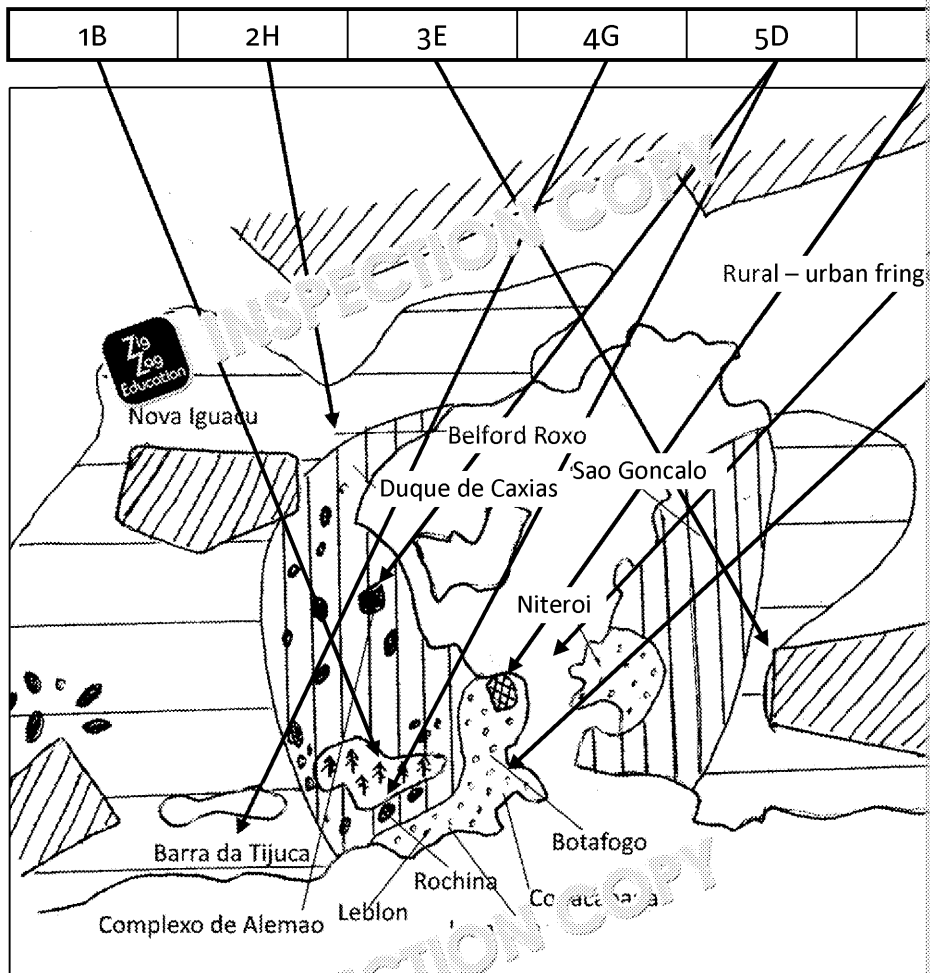 1B 2H 3E 4G 5D
INSPECTION COPY
Rural – urban fring
Zig
Zag
Education
Nova Iguacu
Belford Roxo
Sao Goncalo
Duque de Caxias
Niteroi
Botafogo
Barra da Tijuca
Rochina
Leblon
Complexo de Alemao
COPY